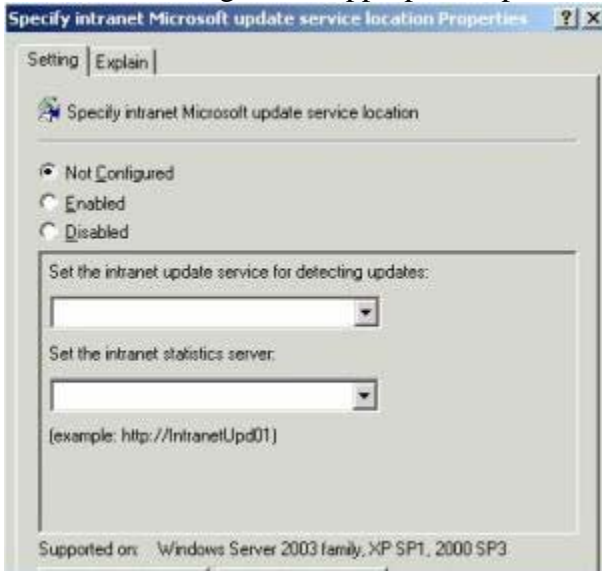 Specify intranet Microsoft update service location Properties
Setting Explain
Specify intranet Microsoft update service location
Not Configured
Enabled
Disabled
Set the intranet update service for detecting updates:
Set the intranet statistics server:
(example: http://IntranetUpd01)
Supported on: Windows Server 2003 family, XP SP1, 2000 SP3